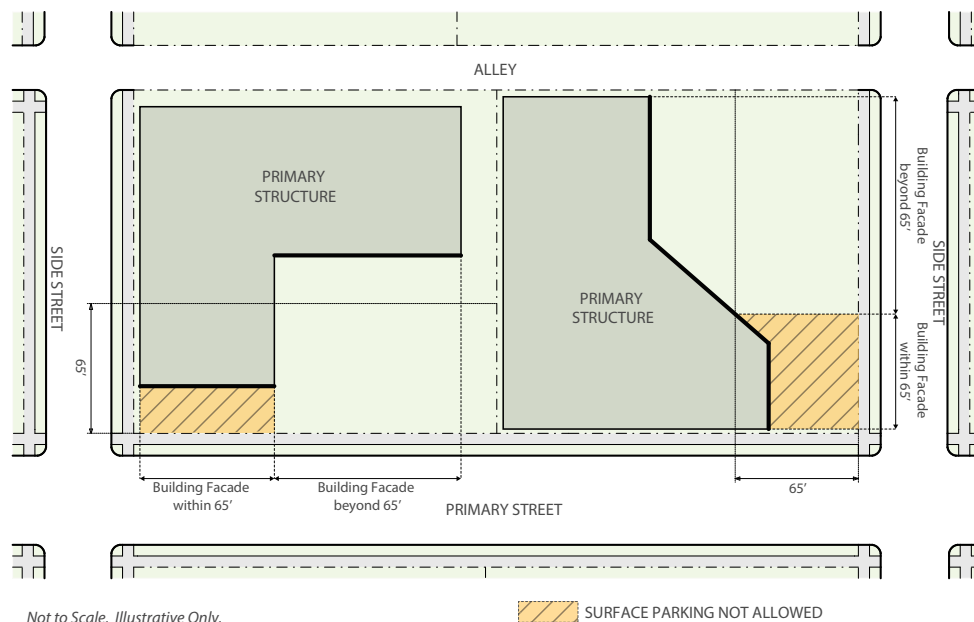 ALLEY
PRIMARY
STRUCTURE
Building Facade
beyond 65'
SIDE STREET
SIDE STREET
PRIMARY
STRUCTURE
65'
Building Facade
within 65'
Building Facade
within 65'
Building Facade
beyond 65'
65'
PRIMARY STREET
Not to Scale. Illustrative Only.
SURFACE PARKING NOT ALLOWED